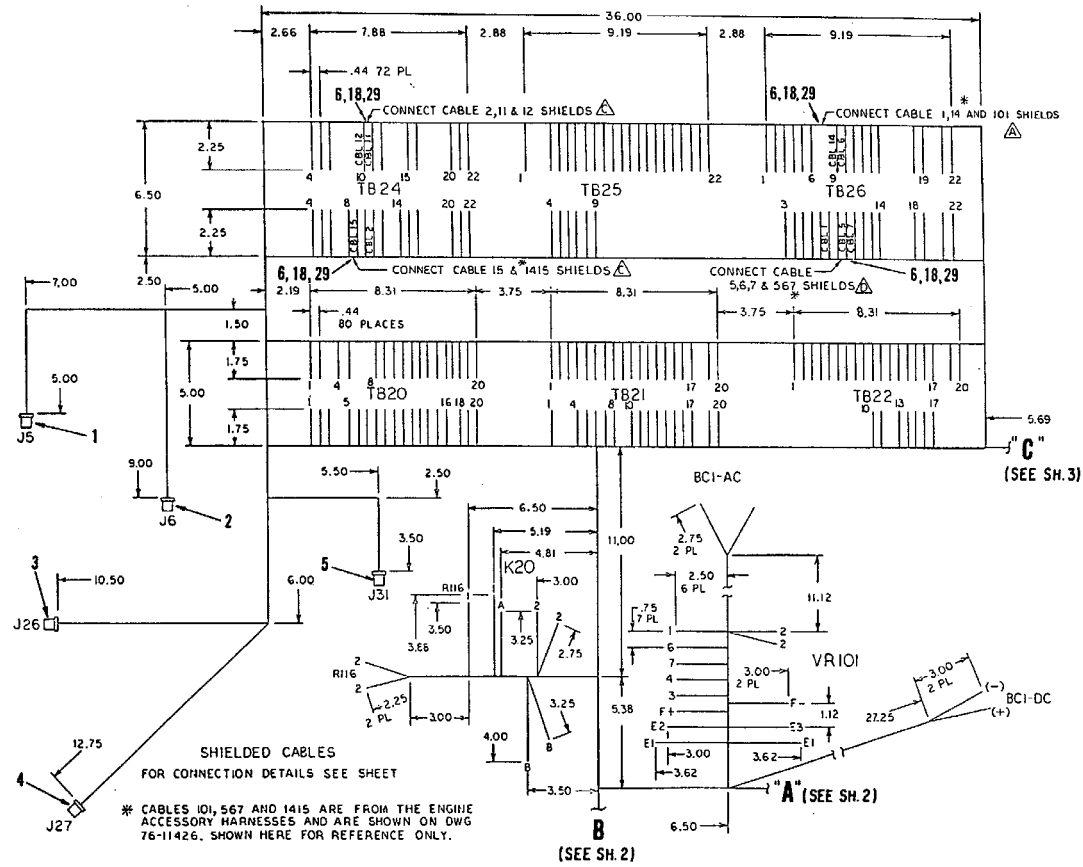 36.00
2.66 7.88 2.88 9.19 2.88 9.19
.44 72 PL
6,18,29
CONNECT CABLE 2,11 & 12 SHIELDS C
6,18,29
CONNECT CABLE 1,14 AND 101 SHIELDS
*
A
2.25
6.50
2.25
CBL 12
CBL 11
CBL 14
CBL 6
4 10 15 20 22 1 22 1 6 9 19 22
TB24 TB25 TB26
4 8 14 20 22 4 9 3 14 18 22
CBL 15
CBL 2
CBL 1
CBL 5
CBL 7
6,18,29
CONNECT CABLE 15 & *1415 SHIELDS C
CONNECT CABLE
5,6,7 & 567 SHIELDS D
*
6,18,29
7.00 5.00 2.50 2.19 8.31 3.75 8.31 3.75 8.31
1.50
.44
80 PLACES
1.75
5.00
1.75
1 4 8 20 1 17 20 1 17 20
TB20 TB21 TB22
1 5 16 18 20 1 4 8 10 17 20 10 13 17
5.69
5.00
J5
1
"C"
(SEE SH.3)
9.00
J6
2
5.50
2.50
3.50
5
J31
3
10.50
J26
6.00
6.50
5.19
4.81
K20
3.00
R116
A 2
3.50
3.88
3.25
2
2.75
11.00
BC1-AC
2.75
2 PL
2.50
6 PL
11.12
.75
7 PL
1 2
2
6
7
4
3
F+
E2
E1
VR101
3.00
2 PL
F-
E3
E1
1.12
3.00
3.62
3.62
3.00
2 PL
(-)
BC1-DC
(+)
27.25
R116
2
2
2.25
2 PL
3.00
3.25
B
4.00
B
5.38
3.50
6.50
"A" (SEE SH. 2)
B
(SEE SH. 2)
12.75
4
J27
SHIELDED CABLES
FOR CONNECTION DETAILS SEE SHEET
* CABLES 101, 567 AND 1415 ARE FROM THE ENGINE
ACCESSORY HARNESSES AND ARE SHOWN ON DWG
76-11426. SHOWN HERE FOR REFERENCE ONLY.